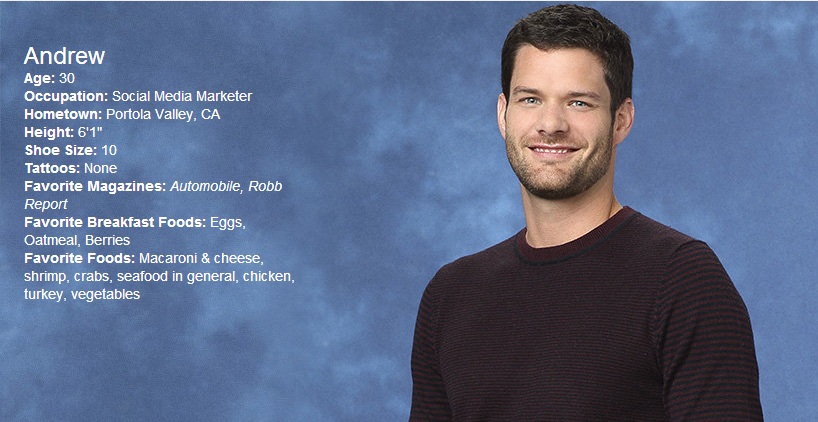 Andrew
Age: 30
Occupation: Social Media Marketer
Hometown: Portola Valley, CA
Height: 6'1"
Shoe Size: 10
Tattoos: None
Favorite Magazines: Automobile, Robb
Report
Favorite Breakfast Foods: Eggs,
Oatmeal, Berries
Favorite Foods: Macaroni & cheese,
shrimp, crabs, seafood in general, chicken,
turkey, vegetables